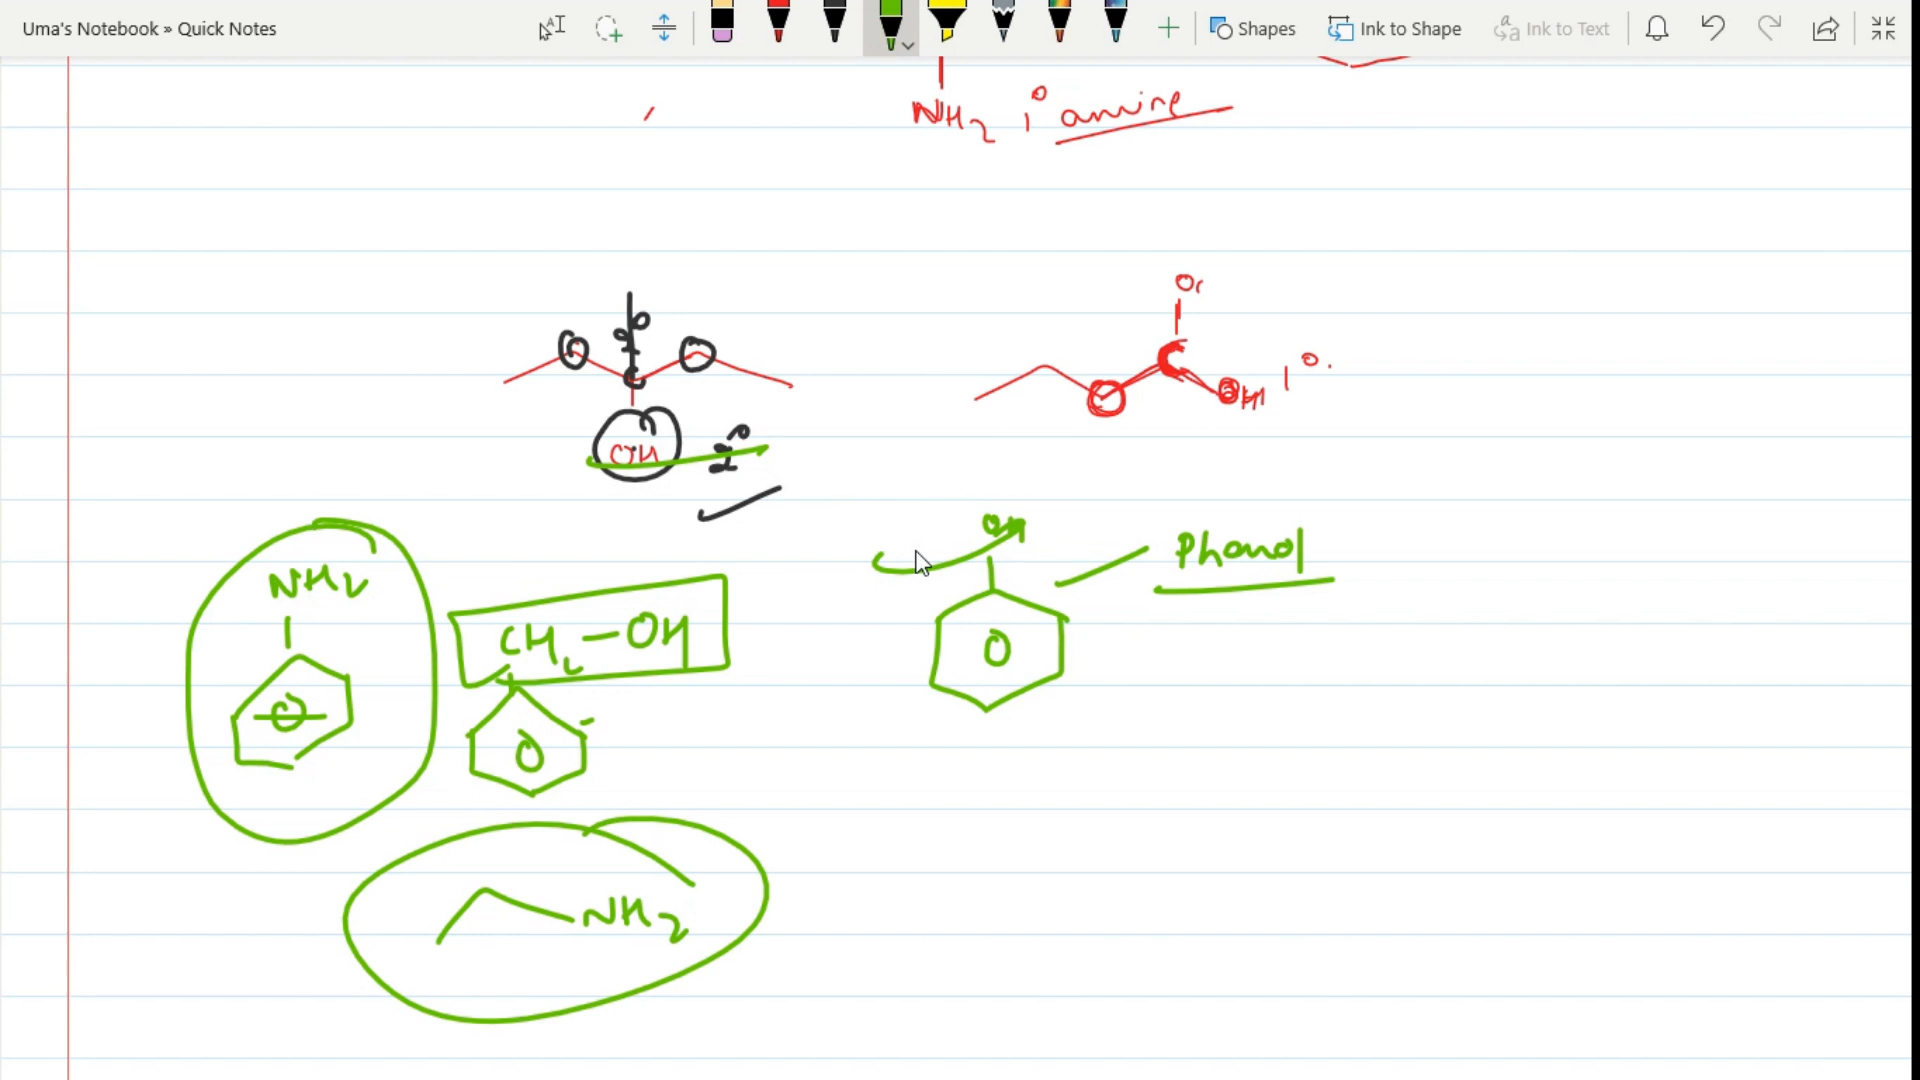 Uma's Notebook » Quick Notes
Shapes
Ink to Shape
Ink to Text
NH2 1° amine
OH
OH 1°
OH
Phenol
NH2
CH2-OH
NH2